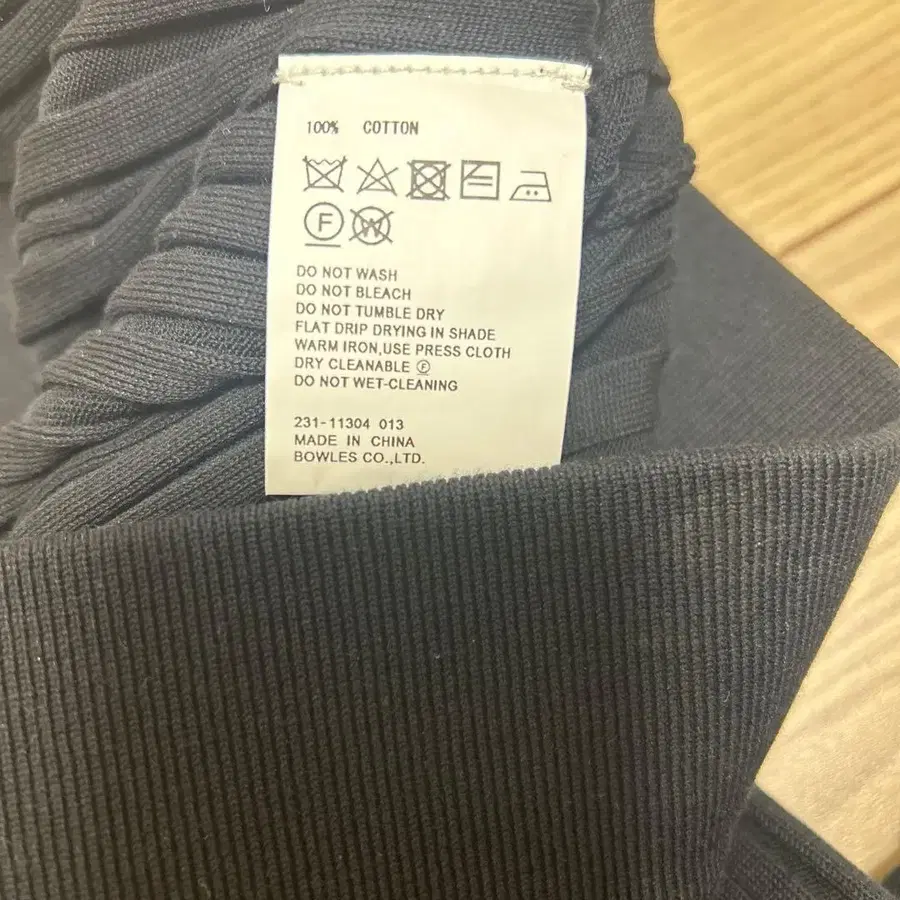 100% COTTON
F W
DO NOT WASH
DO NOT BLEACH
DO NOT TUMBLE DRY
FLAT DRIP DRYING IN SHADE
WARM IRON,USE PRESS CLOTH
DRY CLEANABLE Ⓕ
DO NOT WET-CLEANING
231-11304 013
MADE IN CHINA
BOWLES CO.,LTD.